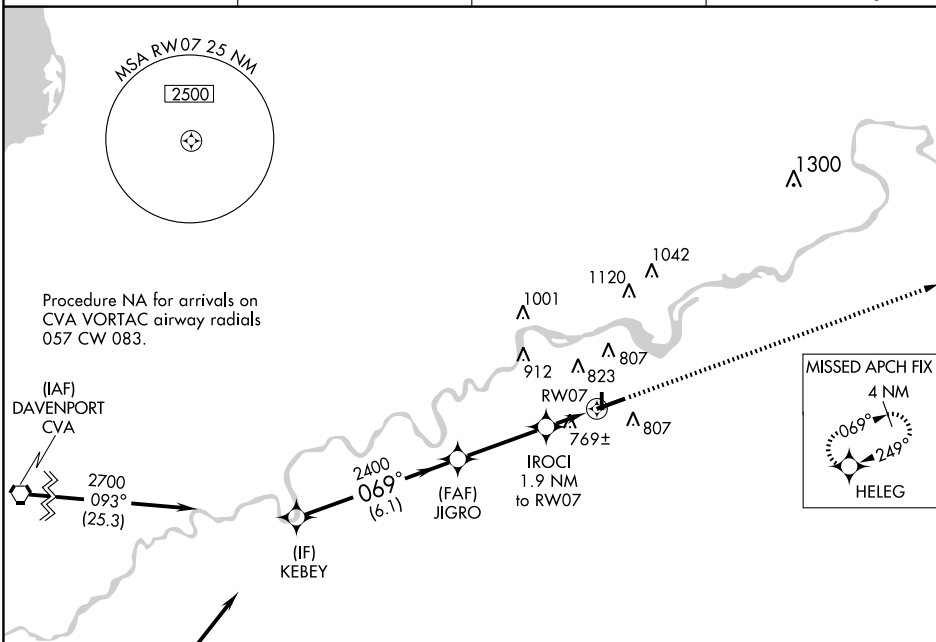 MSA RW07 25 NM
2500
1300
1042
1120
1001
Procedure NA for arrivals on
CVA VORTAC airway radials
057 CW 083.
912
807
823
RW07
MISSED APCH FIX
4 NM
069°
249°
HELEG
(IAF)
DAVENPORT
CVA
807
769±
IROCI
1.9 NM
to RW07
2400
069°
(6.1)
(FAF)
JIGRO
2700
093°
(25.3)
(IF)
KEBEY